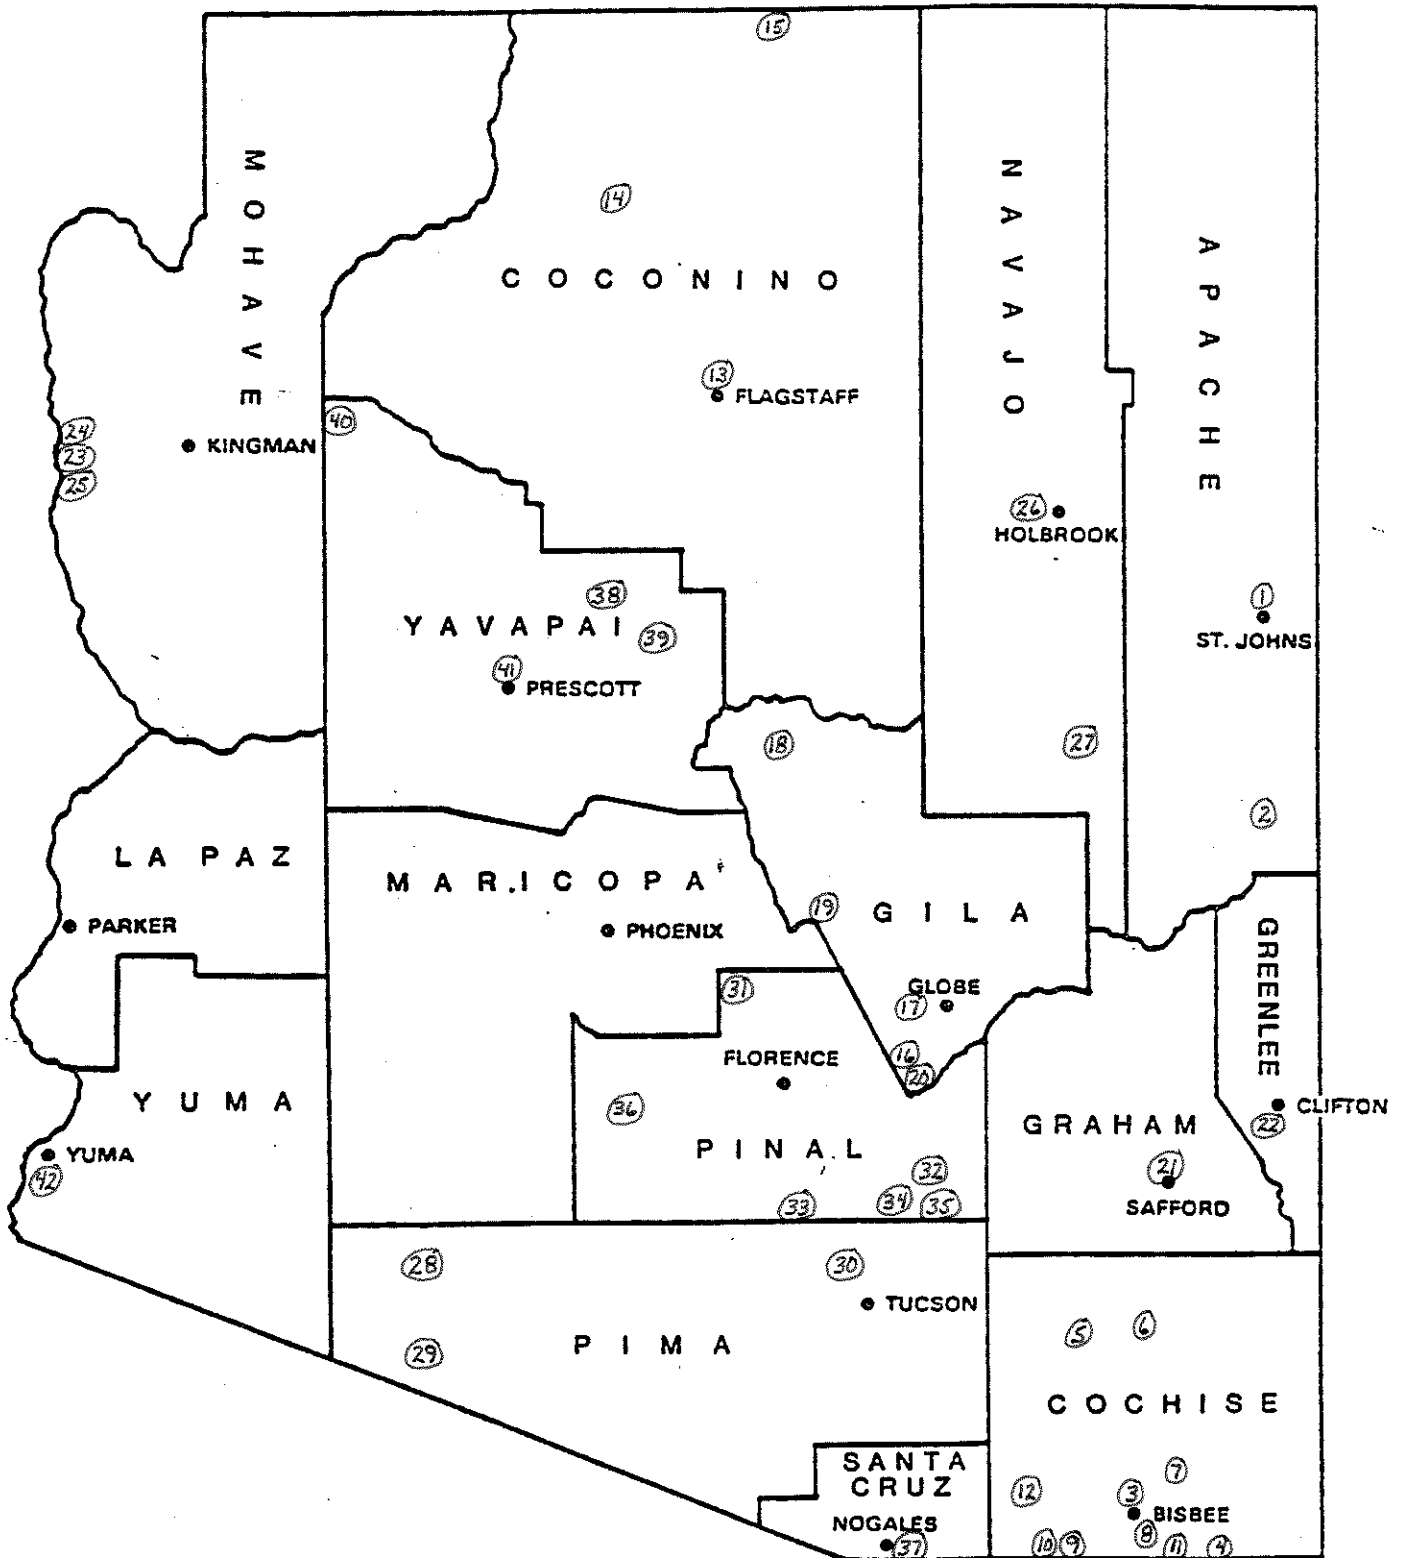 15
MOHAVE
NAVAJO
14
APACHE
COCONINO
13
FLAGSTAFF
40
24
KINGMAN
23
25
26
HOLBROOK
38
1
YAVAPAI
39
ST. JOHNS
41
PRESCOTT
18
27
2
LA PAZ
MARICOPA
19
GILA
PARKER
PHOENIX
GREENLEE
31
GLOBE
17
FLORENCE
16
20
YUMA
36
CLIFTON
22
GRAHAM
YUMA
PINAL
42
32
21
33
34
35
SAFFORD
28
30
TUCSON
5
6
PIMA
29
COCHISE
SANTA
CRUZ
7
12
3
BISBEE
NOGALES
37
8
10
9
11
4